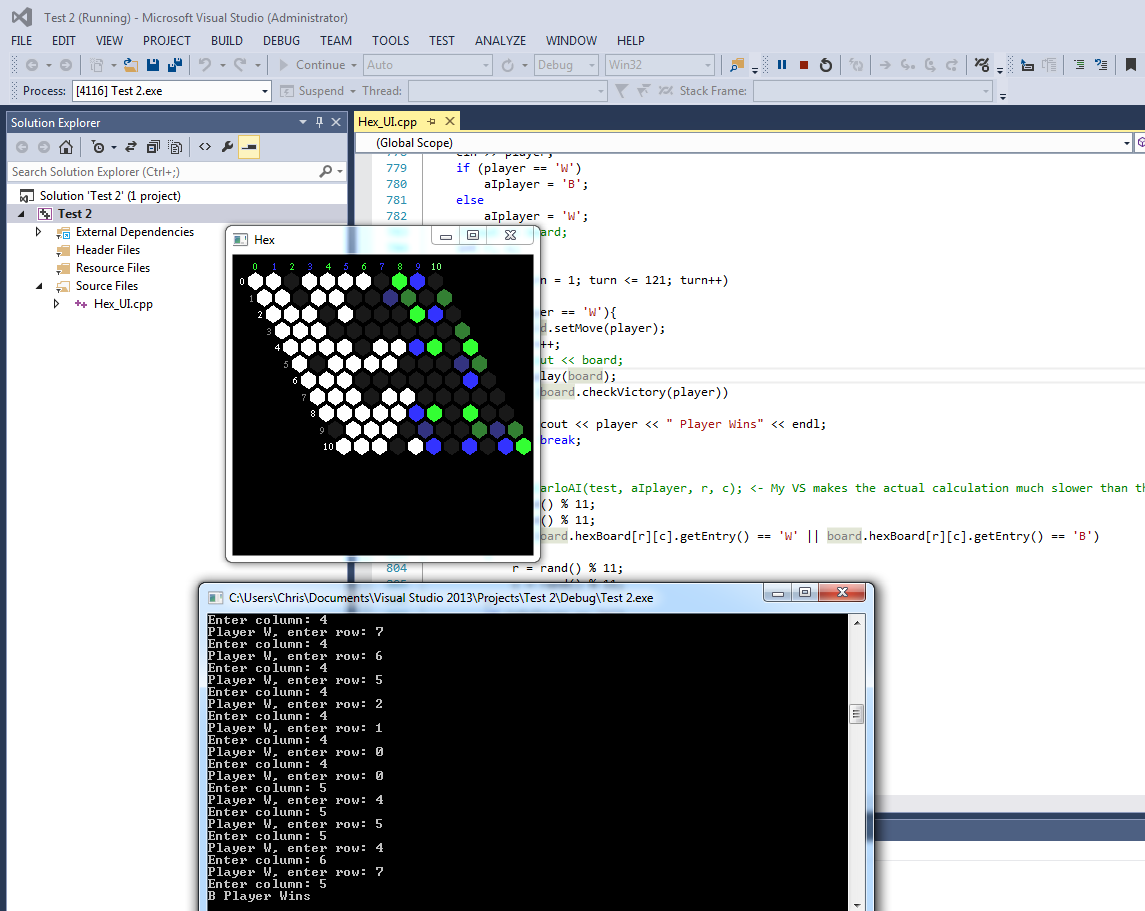 Test 2 (Running) - Microsoft Visual Studio (Administrator)
FILE EDIT VIEW PROJECT BUILD DEBUG TEAM TOOLS TEST ANALYZE WINDOW HELP
Continue Auto Debug Win32
Process: [4116] Test 2.exe Suspend Thread: Stack Frame:
Solution Explorer
Search Solution Explorer (Ctrl+;)
Solution 'Test 2' (1 project)
Test 2
External Dependencies
Header Files
Resource Files
Source Files
Hex_UI.cpp
Hex_UI.cpp
(Global Scope)
cin >> player;
779 if (player == 'W')
780 aIplayer = 'B';
781 else
782 aIplayer = 'W';
ard;
n = 1; turn <= 121; turn++)
er == 'W'){
d.setMove(player);
++;
ut << board;
lay(board);
board.checkVictory(player))
cout << player << " Player Wins" << endl;
break;
arloAI(test, aIplayer, r, c); <- My VS makes the actual calculation much slower than th
() % 11;
() % 11;
oard.hexBoard[r][c].getEntry() == 'W' || board.hexBoard[r][c].getEntry() == 'B')
804 r = rand() % 11;
Hex
0 1 2 3 4 5 6 7 8 9 10
0
1
2
3
4
5
6
7
8
9
10
C:\Users\Chris\Documents\Visual Studio 2013\Projects\Test 2\Debug\Test 2.exe
Enter column: 4
Player W, enter row: 7
Enter column: 4
Player W, enter row: 6
Enter column: 4
Player W, enter row: 5
Enter column: 4
Player W, enter row: 2
Enter column: 4
Player W, enter row: 1
Enter column: 4
Player W, enter row: 0
Enter column: 4
Player W, enter row: 0
Enter column: 5
Player W, enter row: 4
Enter column: 5
Player W, enter row: 5
Enter column: 5
Player W, enter row: 4
Enter column: 6
Player W, enter row: 7
Enter column: 5
B Player Wins